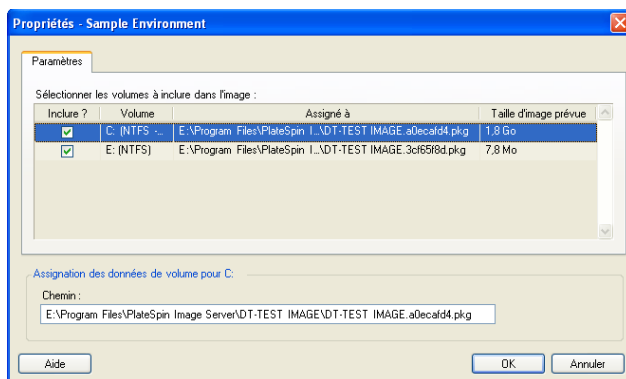 Propriétés - Sample Environment
Paramètres
Sélectionner les volumes à inclure dans l'image :
Inclure ? Volume Assigné à Taille d'image prévue
C: (NTFS -... E:\Program Files\PlateSpin I...\DT-TEST IMAGE.a0ecafd4.pkg 1,8 Go
E: (NTFS) E:\Program Files\PlateSpin I...\DT-TEST IMAGE.3cf65f8d.pkg 7,8 Mo
Assignation des données de volume pour C:
Chemin :
E:\Program Files\PlateSpin Image Server\DT-TEST IMAGE\DT-TEST IMAGE.a0ecafd4.pkg
Aide OK Annuler